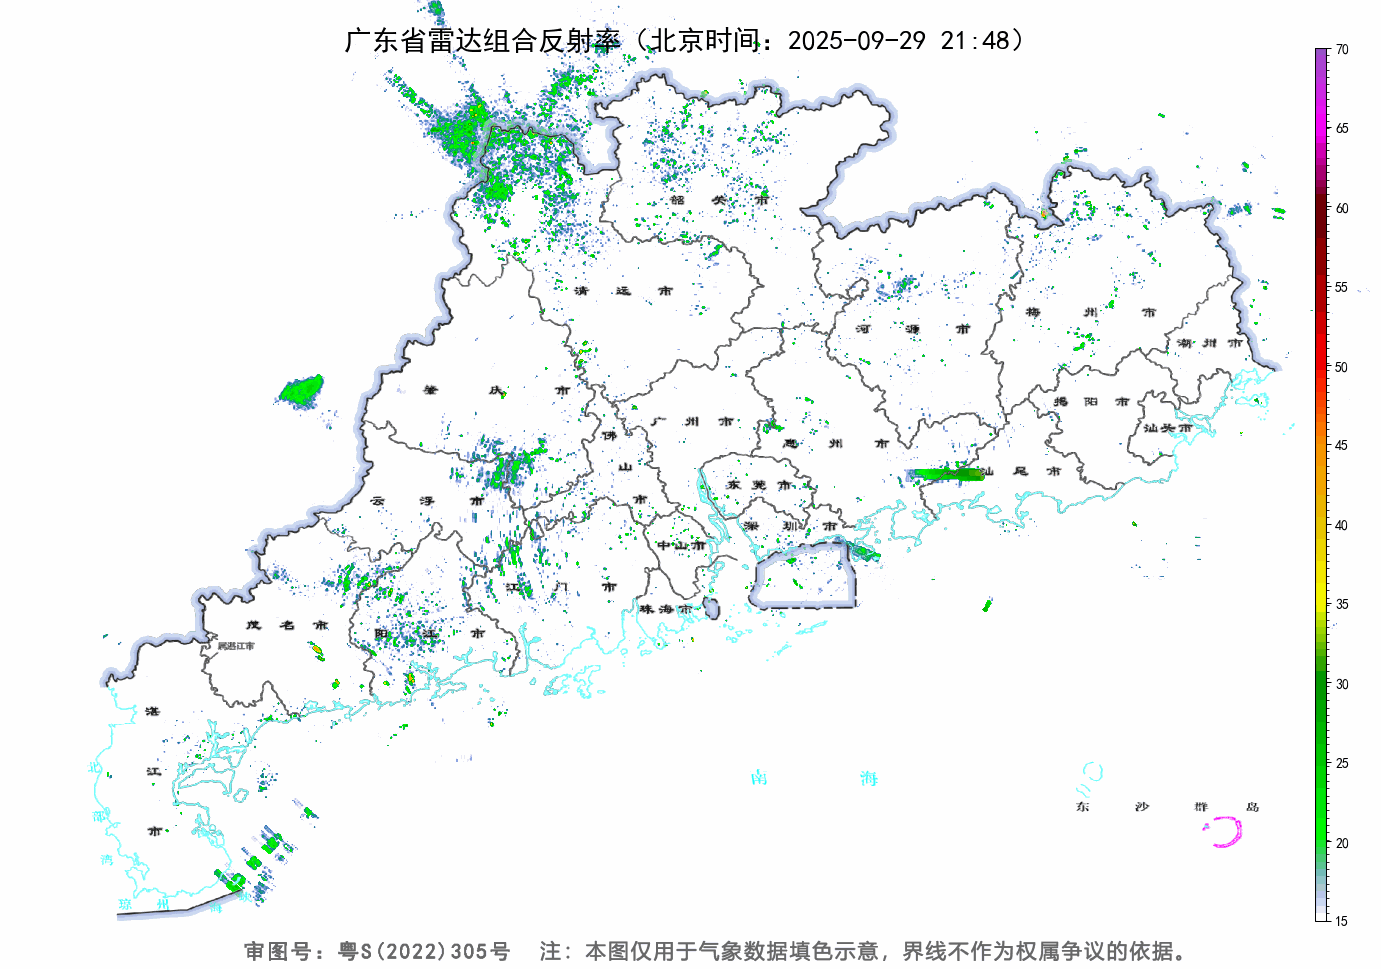 广东省雷达组合反射率（北京时间：2025-09-29 21:48）
70
65
60
55
50
45
40
35
30
25
20
15
韶关市
清远市
河源市
梅州市
潮州市
肇庆市
广州市
佛山市
惠州市
揭阳市
汕头市
汕尾市
云浮市
东莞市
深圳市
中山市
江门市
珠海市
茂名市
属湛江市
阳江市
湛江市
北部湾
琼州海峡
南海
东沙群岛
审图号：粤S(2022)305号 注：本图仅用于气象数据填色示意，界线不作为权属争议的依据。